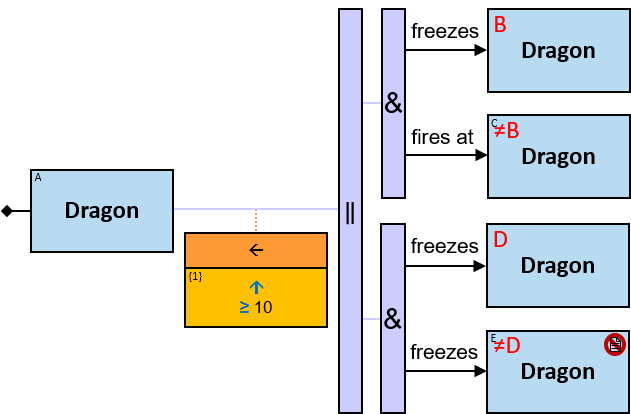 freezes
B
Dragon
&
fires at
C
≠B
Dragon
A
Dragon
||
←
{1}
↑
≥ 10
freezes
D
Dragon
&
freezes
E
≠D
Dragon